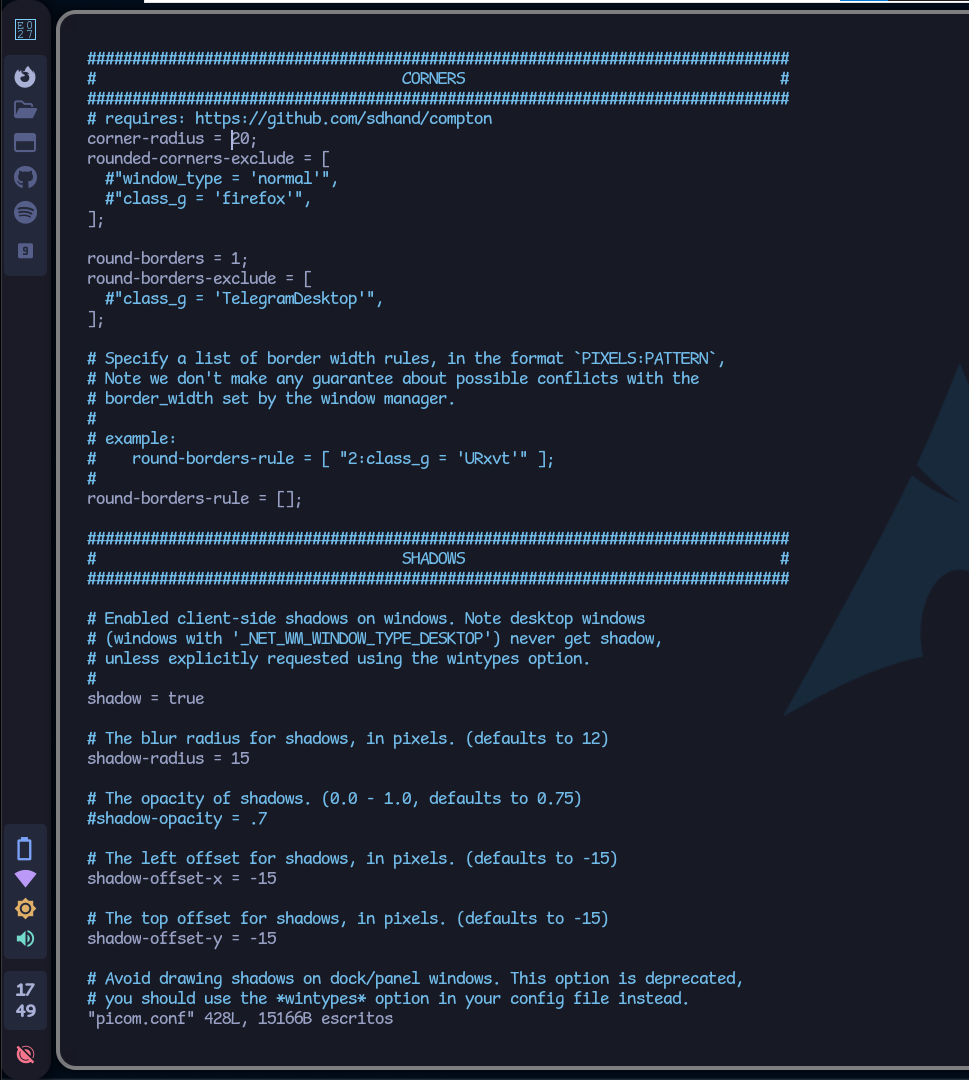 EO
27
9
17
49
##############################################################################
#                                  CORNERS                                   #
##############################################################################
# requires: https://github.com/sdhand/compton
corner-radius = 20;
rounded-corners-exclude = [
  #"window_type = 'normal'",
  #"class_g = 'firefox'",
];
round-borders = 1;
round-borders-exclude = [
  #"class_g = 'TelegramDesktop'",
];
# Specify a list of border width rules, in the format `PIXELS:PATTERN`,
# Note we don't make any guarantee about possible conflicts with the
# border_width set by the window manager.
#
# example:
#    round-borders-rule = [ "2:class_g = 'URxvt'" ];
#
round-borders-rule = [];
##############################################################################
#                                  SHADOWS                                   #
##############################################################################
# Enabled client-side shadows on windows. Note desktop windows
# (windows with '_NET_WM_WINDOW_TYPE_DESKTOP') never get shadow,
# unless explicitly requested using the wintypes option.
#
shadow = true
# The blur radius for shadows, in pixels. (defaults to 12)
shadow-radius = 15
# The opacity of shadows. (0.0 - 1.0, defaults to 0.75)
#shadow-opacity = .7
# The left offset for shadows, in pixels. (defaults to -15)
shadow-offset-x = -15
# The top offset for shadows, in pixels. (defaults to -15)
shadow-offset-y = -15
# Avoid drawing shadows on dock/panel windows. This option is deprecated,
# you should use the *wintypes* option in your config file instead.
"picom.conf" 428L, 15166B escritos